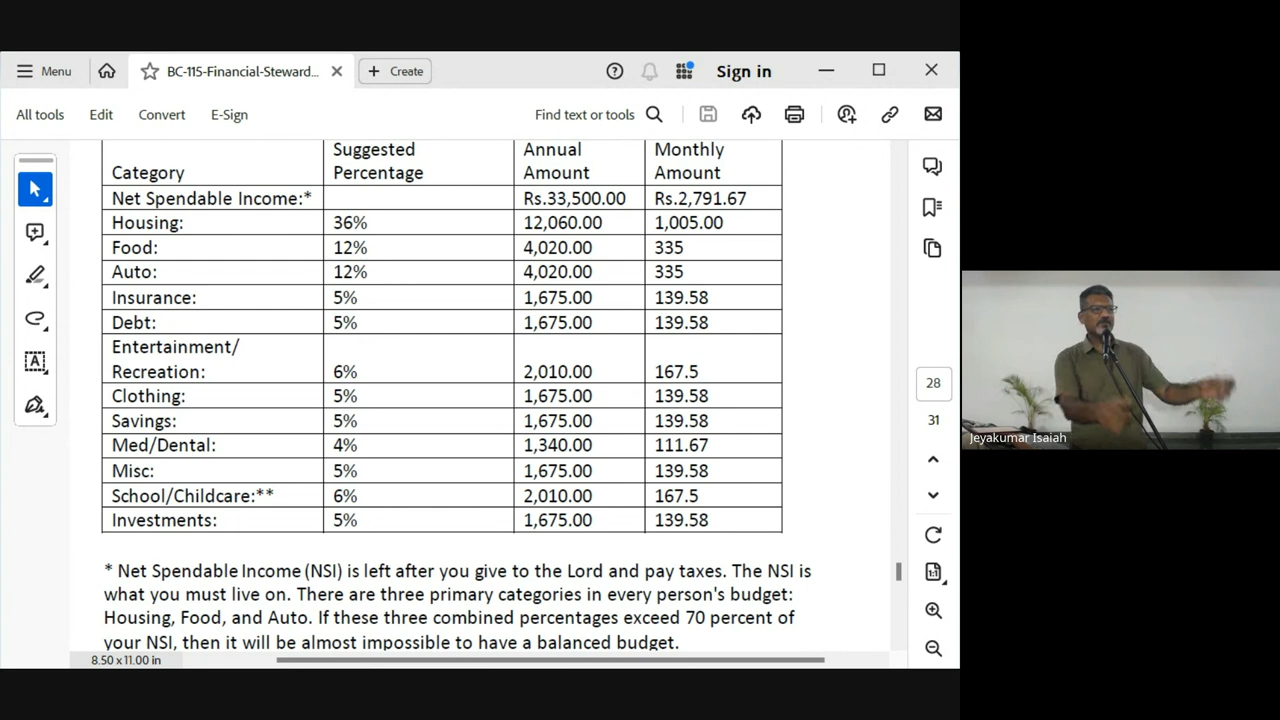 Menu
BC-115-Financial-Steward...
Create
Sign in
All tools
Edit
Convert
E-Sign
Find text or tools
Category Suggested Percentage Annual Amount Monthly Amount
Net Spendable Income:* Rs.33,500.00 Rs.2,791.67
Housing: 36% 12,060.00 1,005.00
Food: 12% 4,020.00 335
Auto: 12% 4,020.00 335
Insurance: 5% 1,675.00 139.58
Debt: 5% 1,675.00 139.58
Entertainment/
Recreation: 6% 2,010.00 167.5
Clothing: 5% 1,675.00 139.58
Savings: 5% 1,675.00 139.58
Med/Dental: 4% 1,340.00 111.67
Misc: 5% 1,675.00 139.58
School/Childcare:** 6% 2,010.00 167.5
Investments: 5% 1,675.00 139.58
* Net Spendable Income (NSI) is left after you give to the Lord and pay taxes. The NSI is
what you must live on. There are three primary categories in every person's budget:
Housing, Food, and Auto. If these three combined percentages exceed 70 percent of
your NSI, then it will be almost impossible to have a balanced budget.
8.50 x 11.00 in
28
31
1:1
Jeyakumar Isaiah